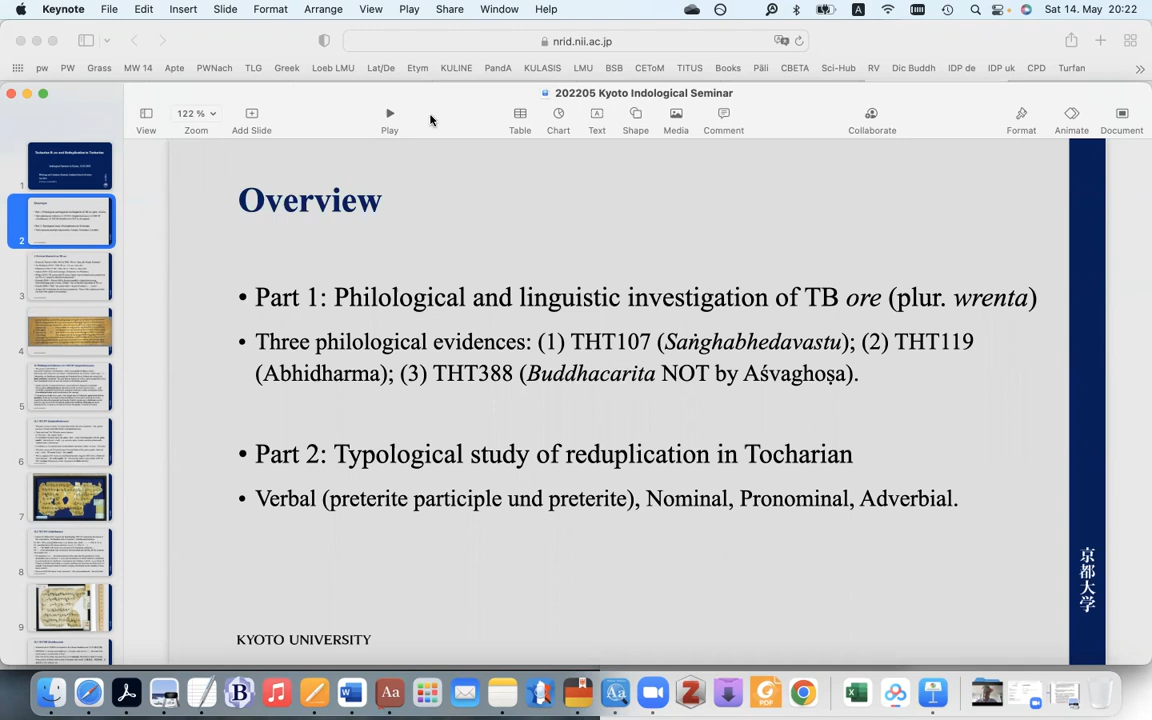 Keynote File Edit Insert Slide Format Arrange View Play Share Window Help A Sat 14. May 20:22
nrid.nii.ac.jp
pw PW Grass MW 14 Apte PWNach TLG Greek Loeb LMU Lat/De Etym KULINE PandA KULASIS LMU BSB CEToM TITUS Books Pāli CBETA Sci-Hub RV Dic Buddh IDP de IDP uk CPD Turfan
202205 Kyoto Indological Seminar
122 %
View Zoom Add Slide Play Table Chart Text Shape Media Comment Collaborate Format Animate Document
1
2
3
4
5
6
7
8
9
Overview
• Part 1: Philological and linguistic investigation of TB ore (plur. wrenta)
• Three philological evidences: (1) THT107 (Saṅghabhedavastu); (2) THT119
(Abhidharma); (3) THT388 (Buddhacarita NOT by Aśvaghoṣa).
• Part 2: Typological study of reduplication in Tocharian
• Verbal (preterite participle und preterite), Nominal, Pronominal, Adverbial.
京都大学
KYOTO UNIVERSITY